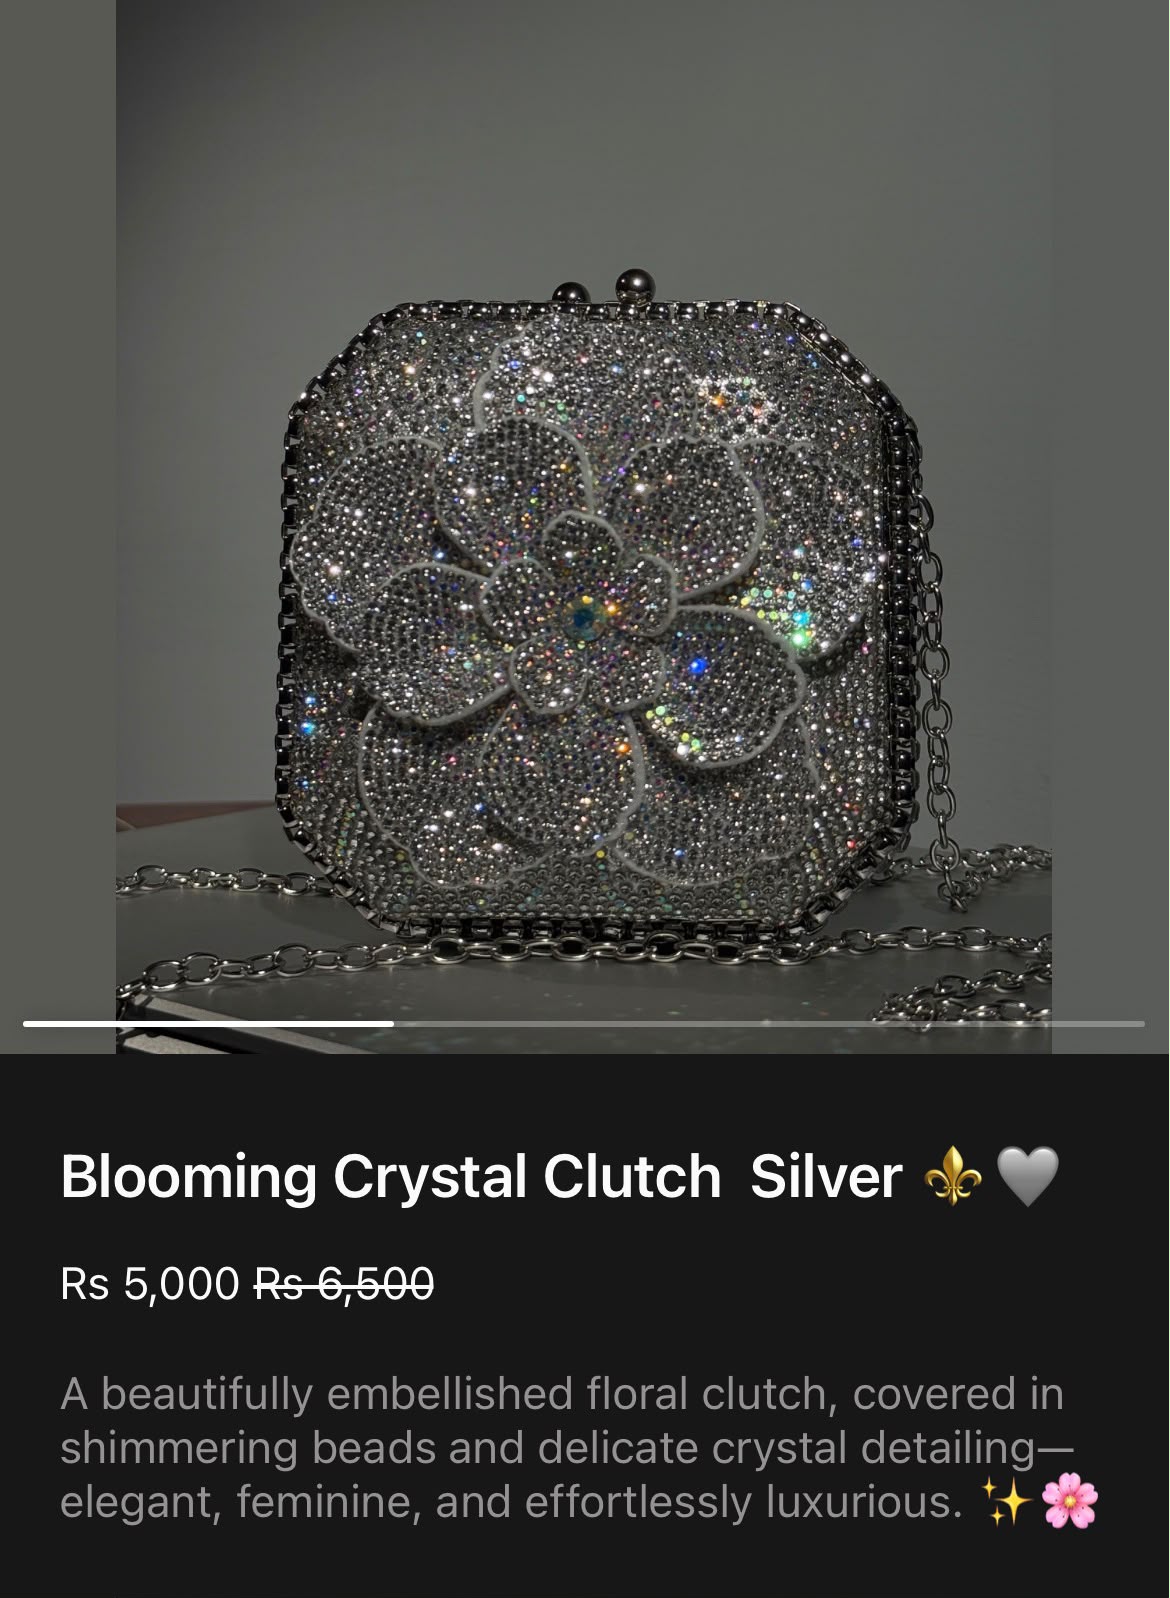 Blooming Crystal Clutch  Silver ⚜️🩶
Rs 5,000 ~~Rs 6,500~~
A beautifully embellished floral clutch, covered in
shimmering beads and delicate crystal detailing—
elegant, feminine, and effortlessly luxurious. ✨🌸